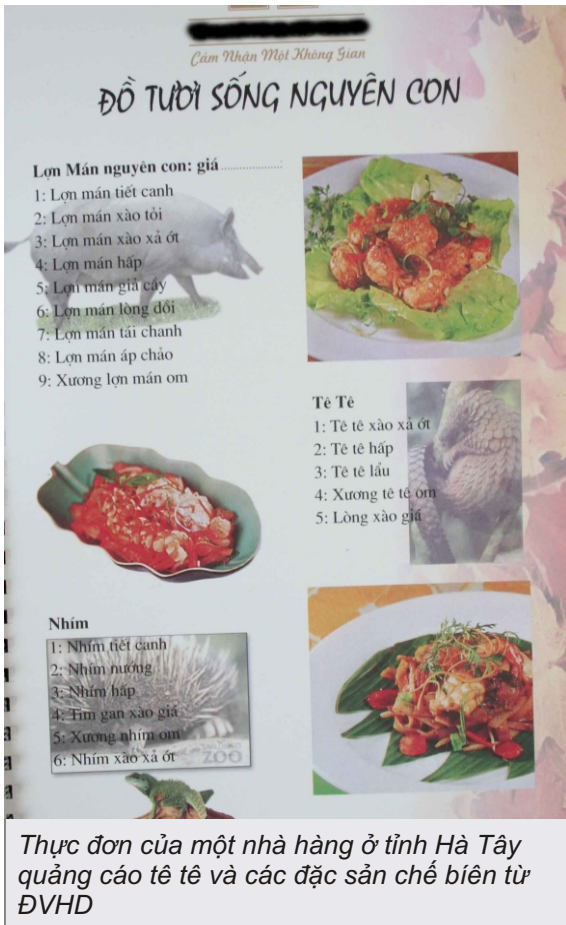 Cảm Nhận Một Không Gian
ĐỒ TƯƠI SỐNG NGUYÊN CON
Lợn Mán nguyên con: giá................
1: Lợn mán tiết canh
2: Lợn mán xào tỏi
3: Lợn mán xào xả ớt
4: Lợn mán hấp
5: Lợn mán giả cầy
6: Lợn mán lòng dồi
7: Lợn mán tái chanh
8: Lợn mán áp chảo
9: Xương lợn mán om
Tê Tê
1: Tê tê xào xả ớt
2: Tê tê hấp
3: Tê tê lẩu
4: Xương tê tê om
5: Lòng xào giá
Nhím
1: Nhím tiết canh
2: Nhím nướng
3: Nhím hấp
4: Tim gan xào giá
5: Xương nhím om
6: Nhím xào xả ớt
ZOO
Thực đơn của một nhà hàng ở tỉnh Hà Tây
quảng cáo tê tê và các đặc sản chế bíên từ
ĐVHD